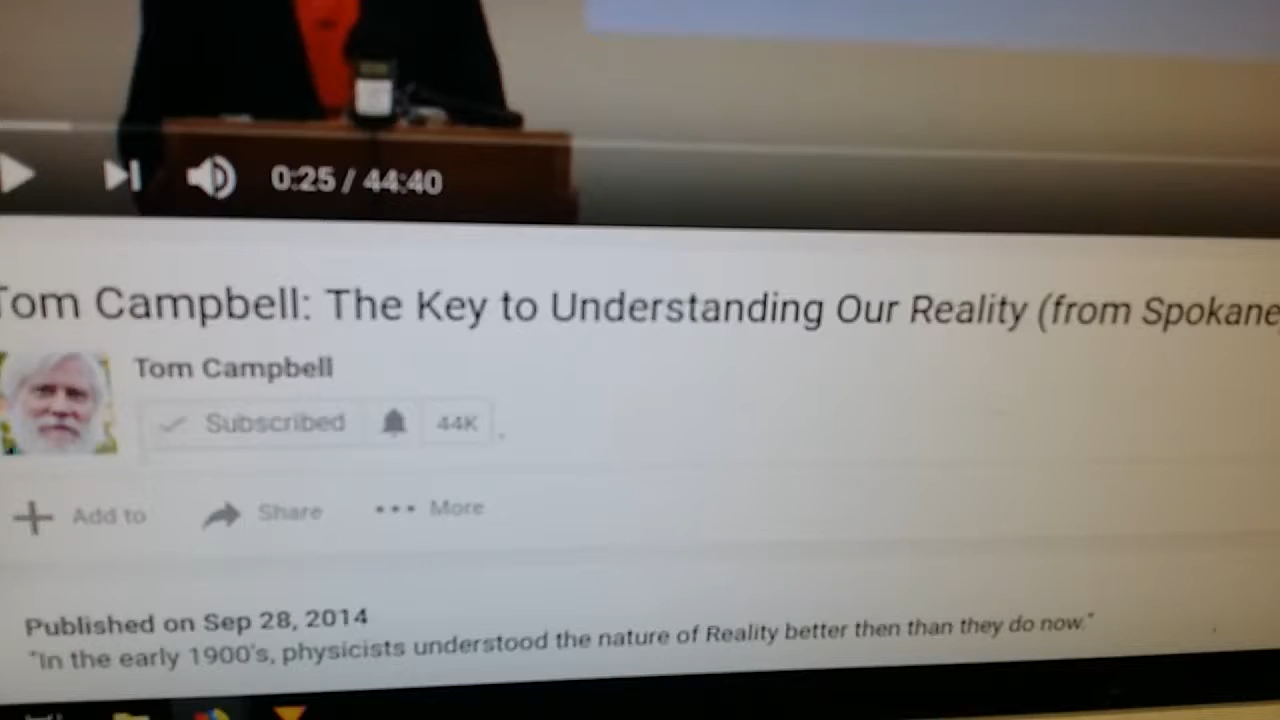 0:25 / 44:40
Tom Campbell: The Key to Understanding Our Reality (from Spokane
Tom Campbell
Subscribed 44K
Add to Share More
Published on Sep 28, 2014
"In the early 1900's, physicists understood the nature of Reality better then than they do now."